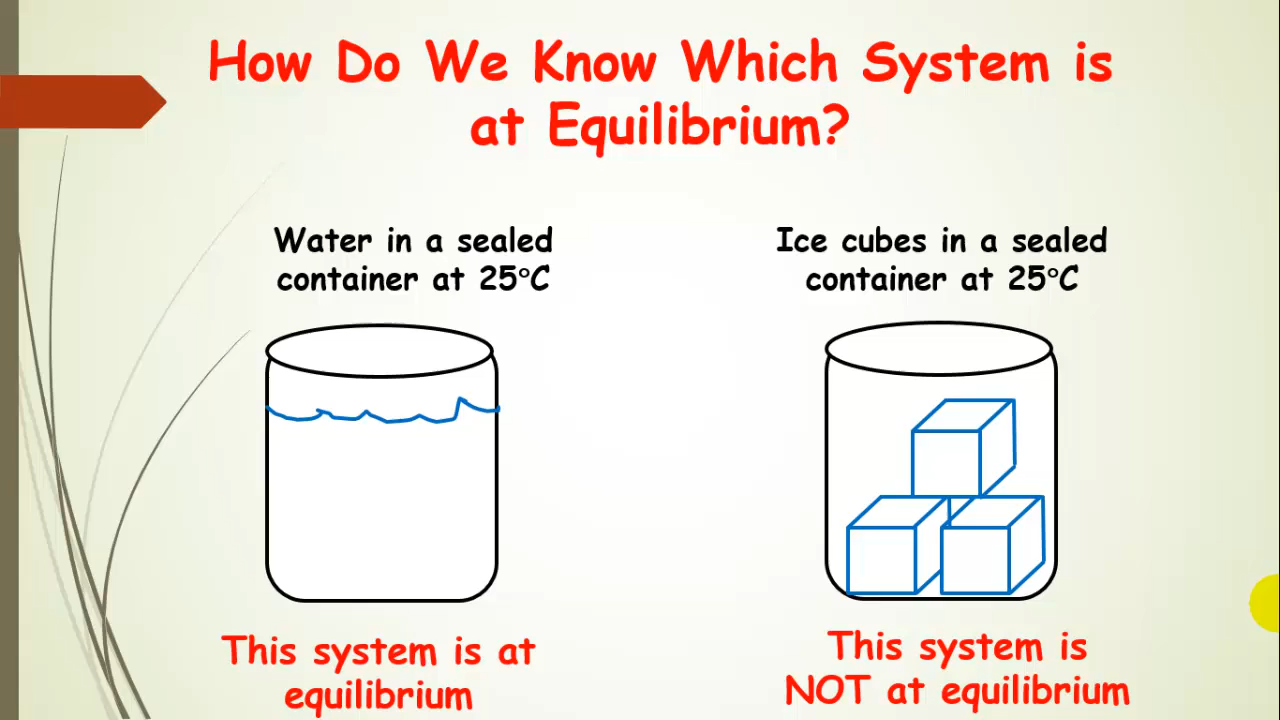 How Do We Know Which System is
at Equilibrium?
Water in a sealed
container at 25°C
Ice cubes in a sealed
container at 25°C
This system is at
equilibrium
This system is
NOT at equilibrium